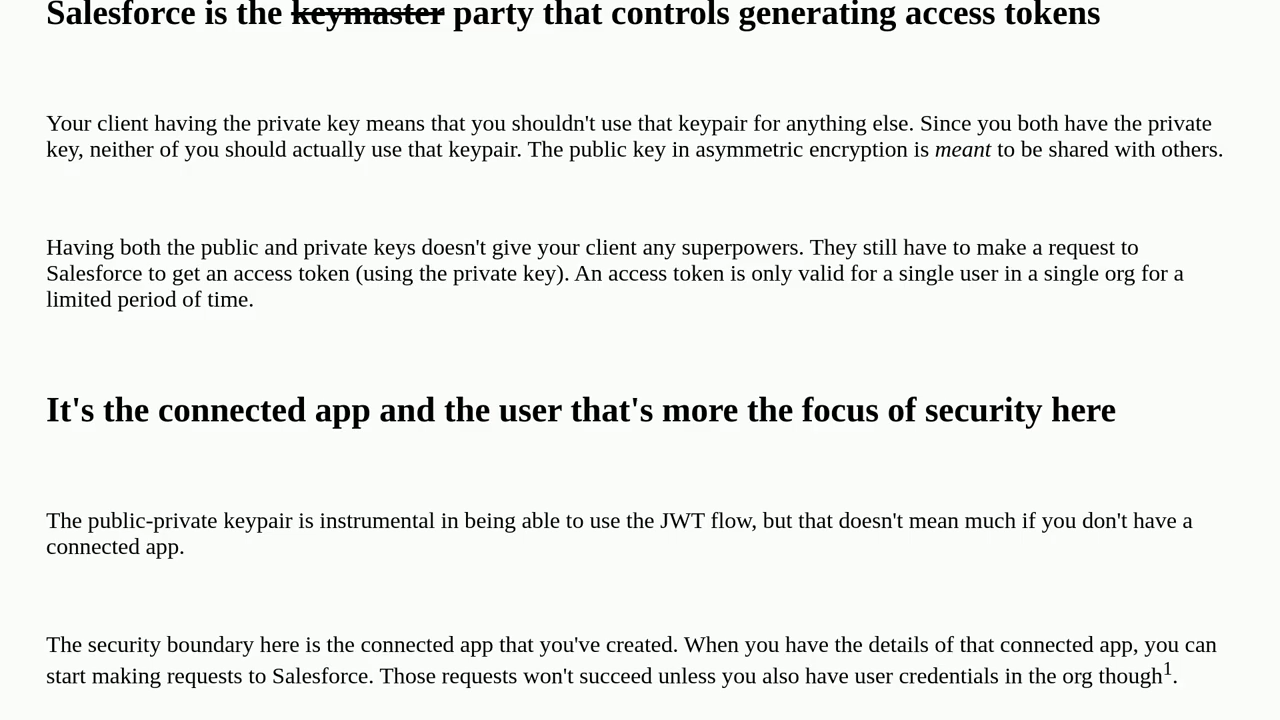 Salesforce is the keymaster party that controls generating access tokens
Your client having the private key means that you shouldn't use that keypair for anything else. Since you both have the private
key, neither of you should actually use that keypair. The public key in asymmetric encryption is meant to be shared with others.
Having both the public and private keys doesn't give your client any superpowers. They still have to make a request to
Salesforce to get an access token (using the private key). An access token is only valid for a single user in a single org for a
limited period of time.
It's the connected app and the user that's more the focus of security here
The public-private keypair is instrumental in being able to use the JWT flow, but that doesn't mean much if you don't have a
connected app.
The security boundary here is the connected app that you've created. When you have the details of that connected app, you can
start making requests to Salesforce. Those requests won't succeed unless you also have user credentials in the org though1.